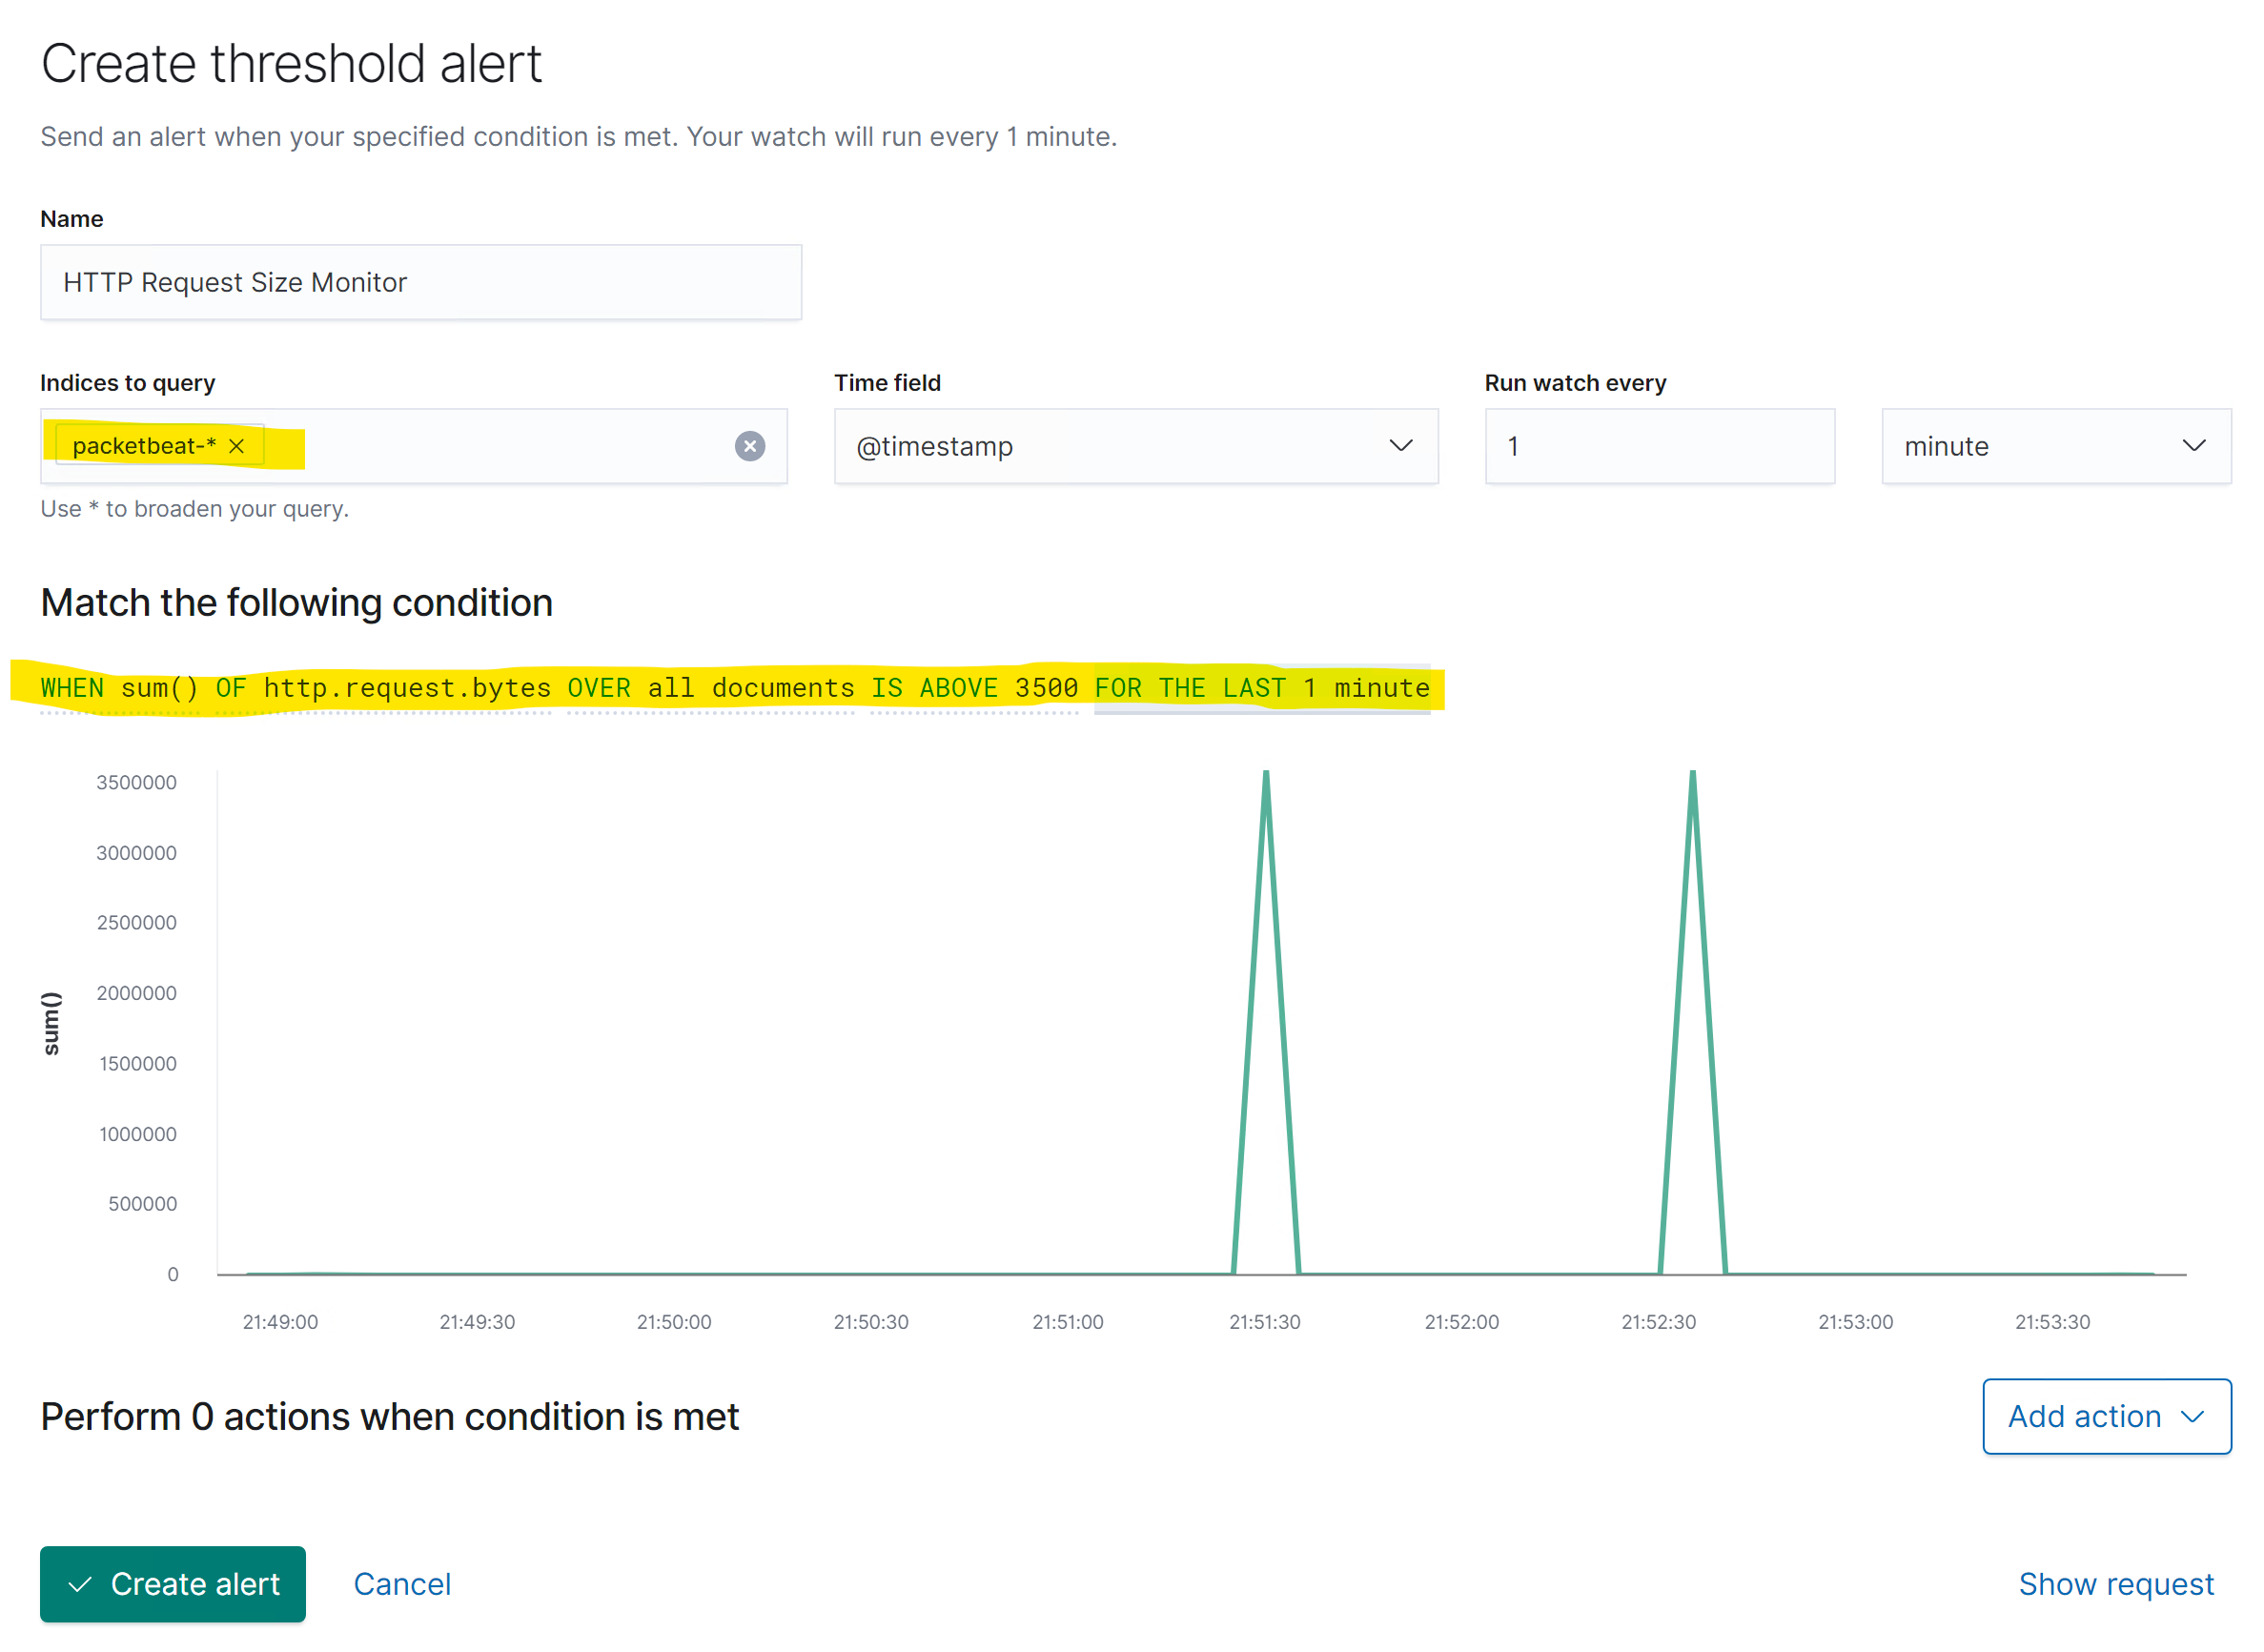 Create threshold alert
Send an alert when your specified condition is met. Your watch will run every 1 minute.
Name
HTTP Request Size Monitor
Indices to query Time field Run watch every
packetbeat-* @timestamp 1 minute
Use * to broaden your query.
Match the following condition
WHEN sum() OF http.request.bytes OVER all documents IS ABOVE 3500 FOR THE LAST 1 minute
3500000
3000000
2500000
2000000
1500000
1000000
500000
0
sum()
21:49:00 21:49:30 21:50:00 21:50:30 21:51:00 21:51:30 21:52:00 21:52:30 21:53:00 21:53:30
Perform 0 actions when condition is met Add action
Create alert Cancel Show request